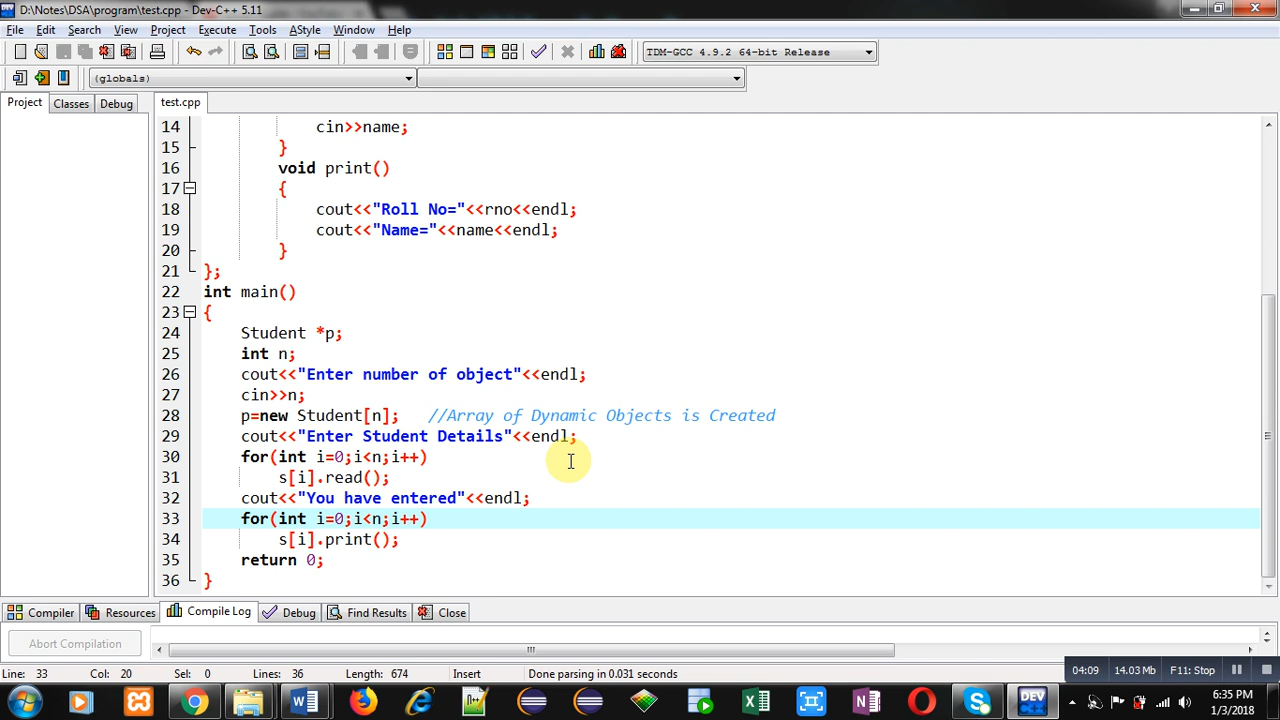 D:\Notes\DSA\program\test.cpp - Dev-C++ 5.11
File Edit Search View Project Execute Tools AStyle Window Help
TDM-GCC 4.9.2 64-bit Release
(globals)
Project Classes Debug test.cpp
14 cin>>name;
15 }
16 void print()
17 {
18 cout<<"Roll No="<<rno<<endl;
19 cout<<"Name="<<name<<endl;
20 }
21 };
22 int main()
23 {
24 Student *p;
25 int n;
26 cout<<"Enter number of object"<<endl;
27 cin>>n;
28 p=new Student[n]; //Array of Dynamic Objects is Created
29 cout<<"Enter Student Details"<<endl;
30 for(int i=0;i<n;i++)
31 s[i].read();
32 cout<<"You have entered"<<endl;
33 for(int i=0;i<n;i++)
34 s[i].print();
35 return 0;
36 }
Compiler Resources Compile Log Debug Find Results Close
Abort Compilation
Line: 33 Col: 20 Sel: 0 Lines: 36 Length: 674 Insert Done parsing in 0.031 seconds
04:09 14.03 Mb F11: Stop
DEV
6:35 PM
1/3/2018